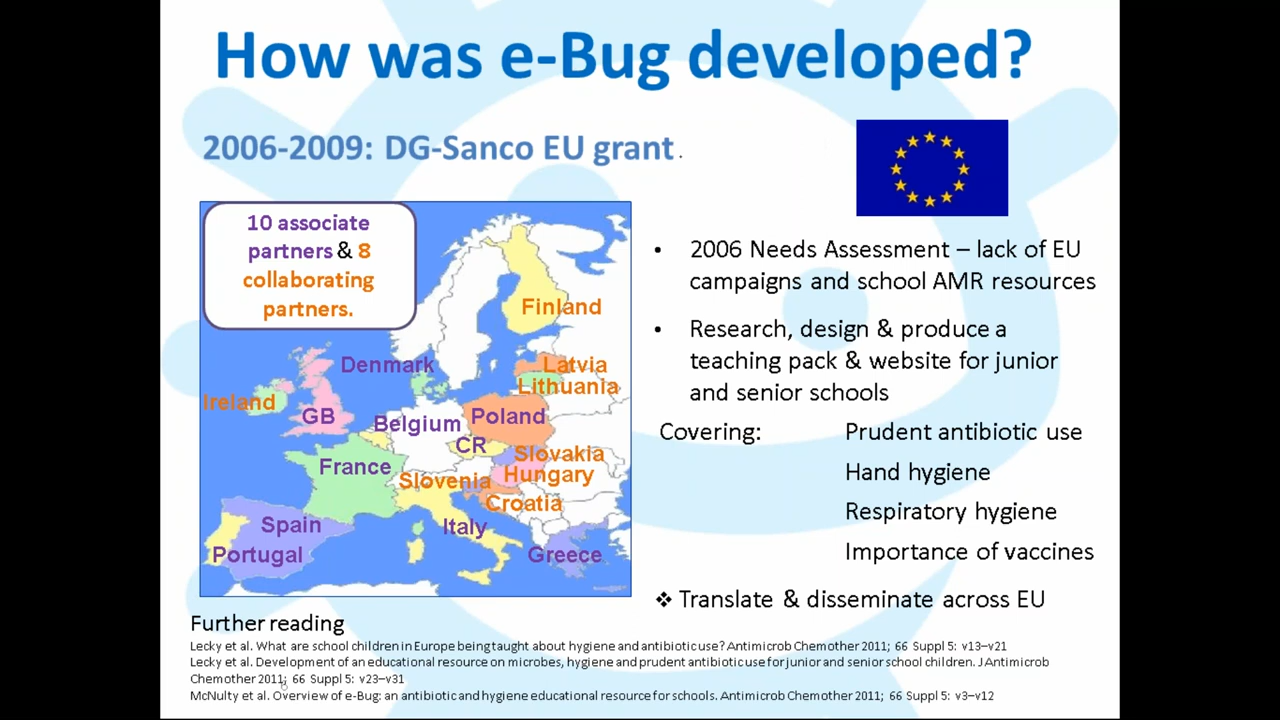 How was e-Bug developed?
2006-2009: DG-Sanco EU grant.
10 associate
partners & 8
collaborating
partners.
Finland
Denmark
Latvia
Lithuania
Ireland
GB
Belgium
Poland
CR
Slovakia
France
Hungary
Slovenia
Croatia
Spain
Italy
Portugal
Greece
• 2006 Needs Assessment – lack of EU
campaigns and school AMR resources
• Research, design & produce a
teaching pack & website for junior
and senior schools
Covering: Prudent antibiotic use
Hand hygiene
Respiratory hygiene
Importance of vaccines
❖ Translate & disseminate across EU
Further reading
Lecky et al. What are school children in Europe being taught about hygiene and antibiotic use? Antimicrob Chemother 2011; 66 Suppl 5: v13–v21
Lecky et al. Development of an educational resource on microbes, hygiene and prudent antibiotic use for junior and senior school children. J Antimicrob
Chemother 2011; 66 Suppl 5: v23–v31
McNulty et al. Overview of e-Bug: an antibiotic and hygiene educational resource for schools. Antimicrob Chemother 2011; 66 Suppl 5: v3–v12